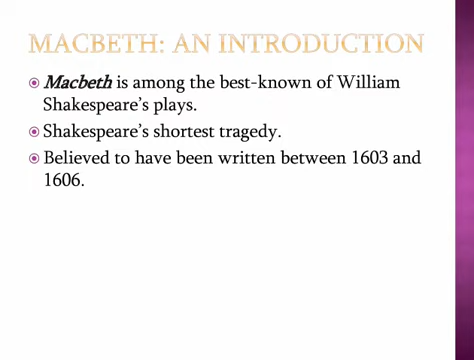 MACBETH: AN INTRODUCTION
Macbeth is among the best-known of William
Shakespeare's plays.
Shakespeare's shortest tragedy.
Believed to have been written between 1603 and
1606.